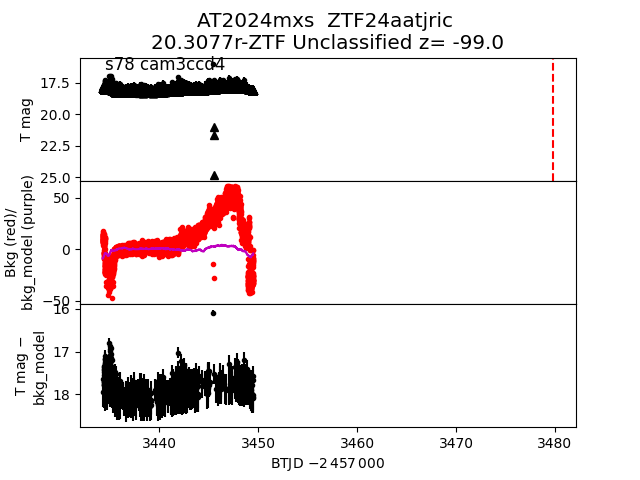 AT2024mxs ZTF24aatjric
20.3077r-ZTF Unclassified z= -99.0
s78 cam3ccd4
17.5
20.0
22.5
25.0
T mag
50
0
−50
Bkg (red)/
bkg_model (purple)
16
17
18
T mag −
bkg_model
3440 3450 3460 3470 3480
BTJD −2 457 000